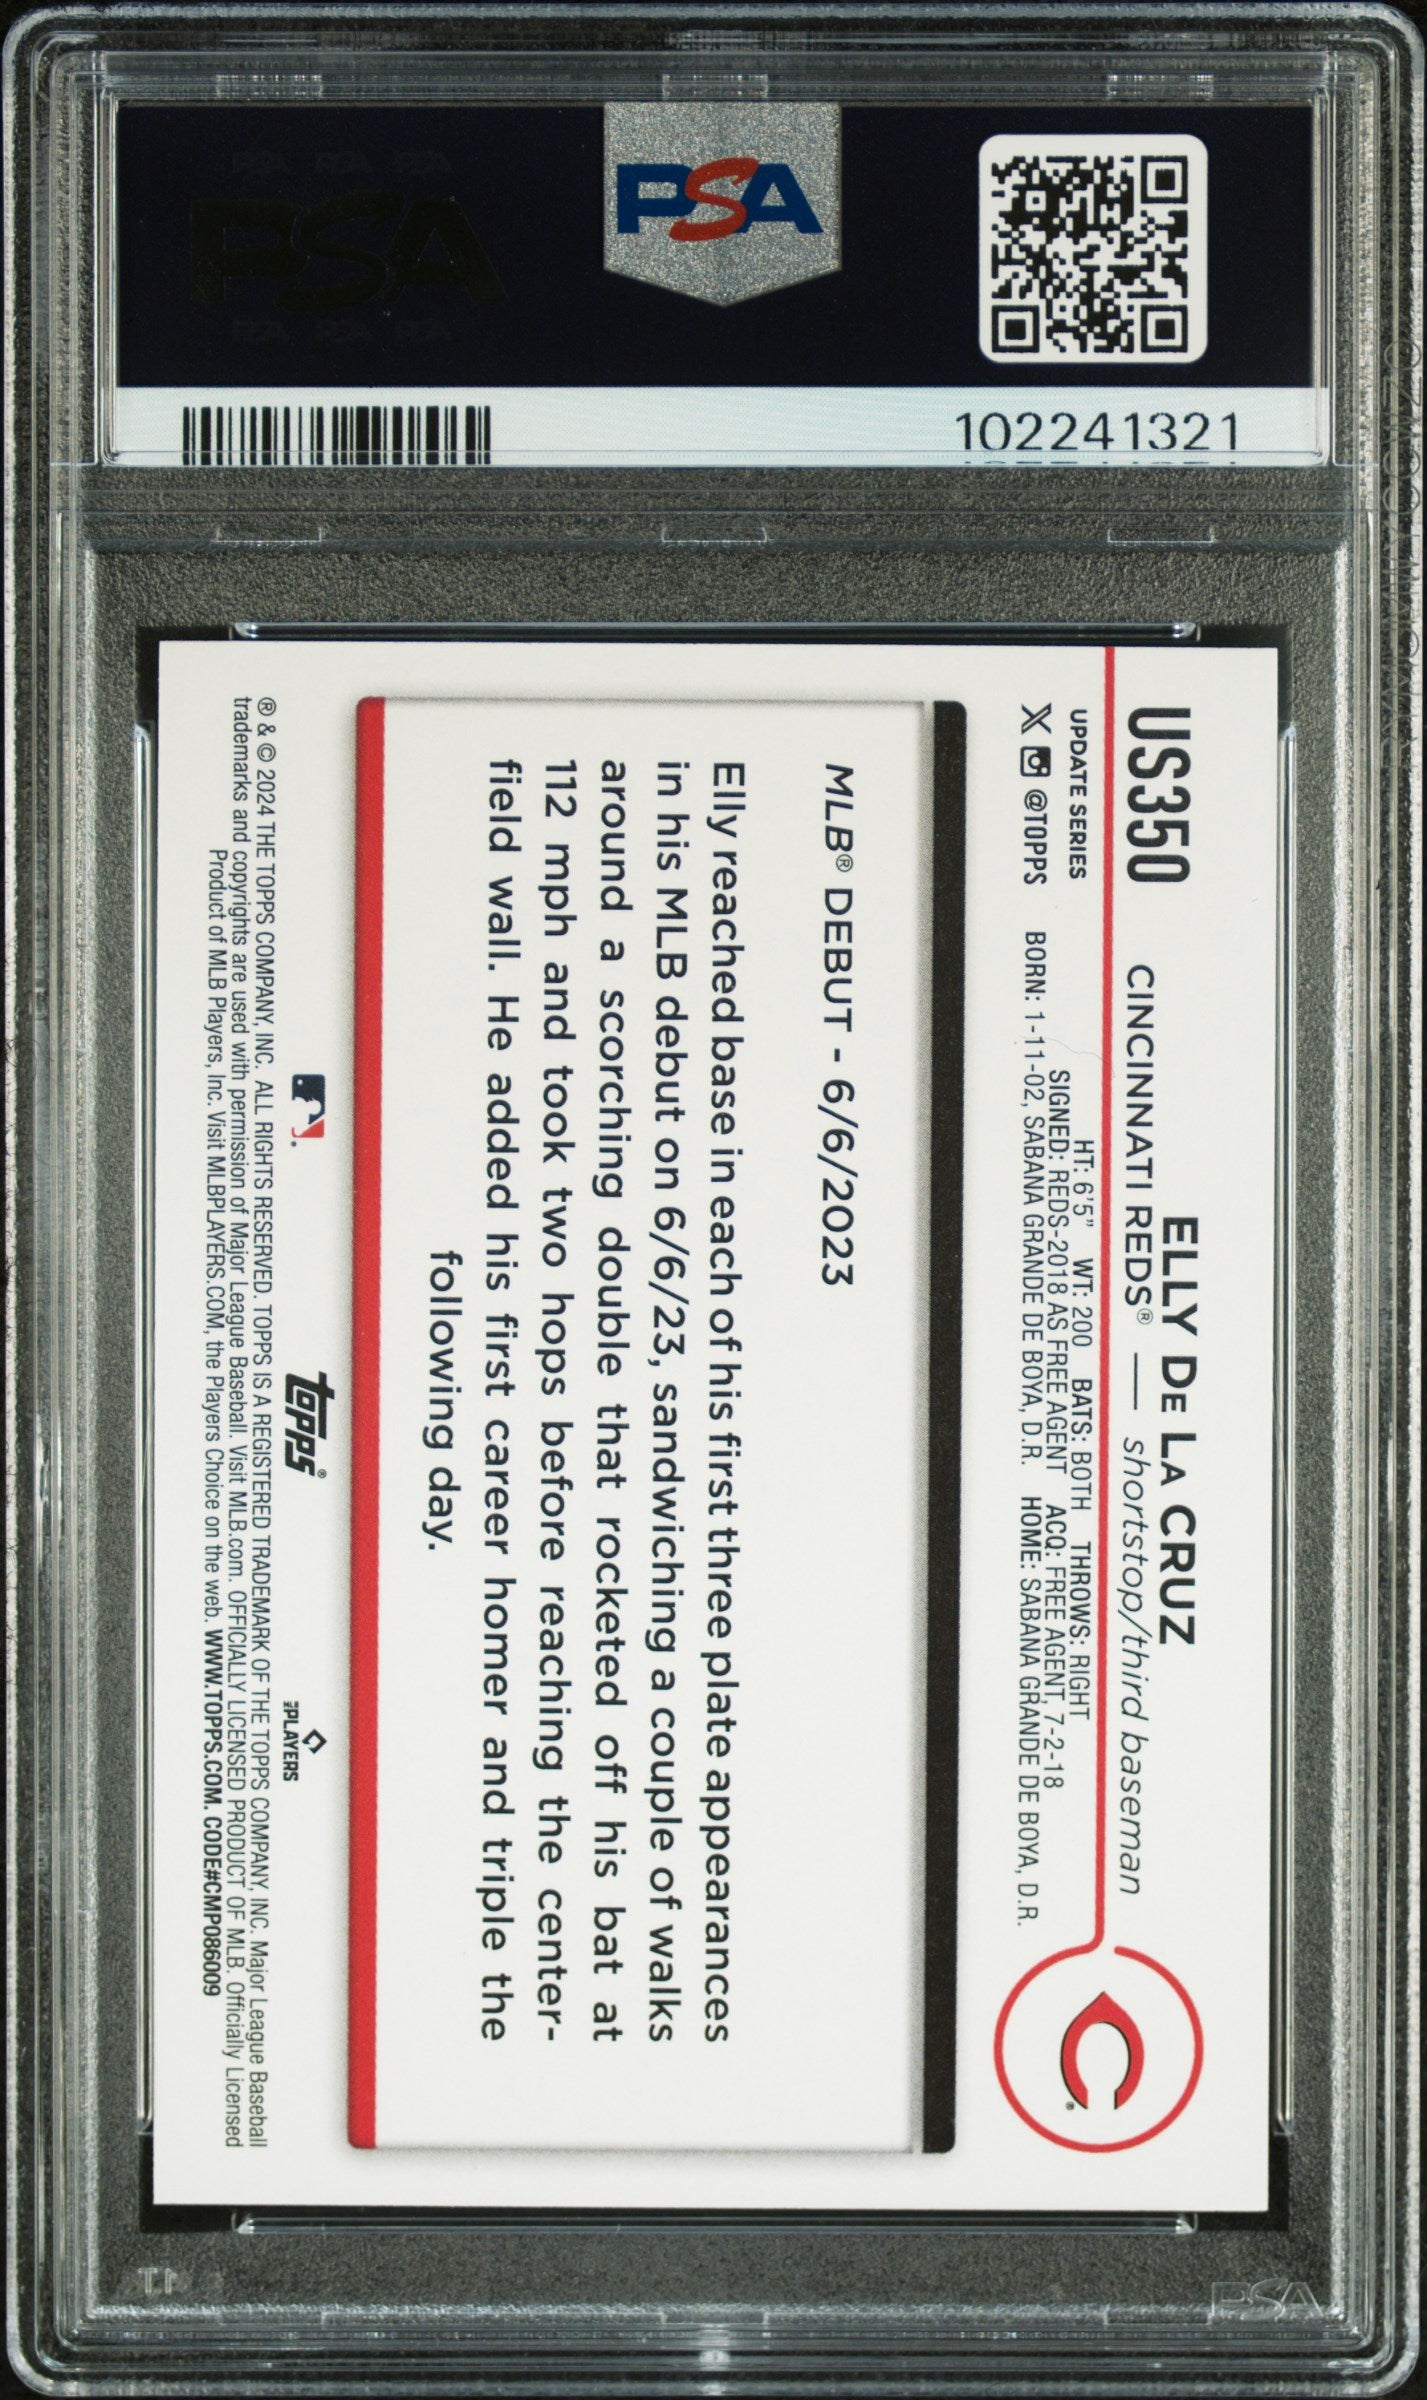 PSA
102241321
US350
ELLY DE LA CRUZ
CINCINNATI REDS® — shortstop/third baseman
UPDATE SERIES
@TOPPS
HT: 6'5" WT: 200 BATS: BOTH THROWS: RIGHT
SIGNED: REDS-2018 AS FREE AGENT ACQ: FREE AGENT, 7-2-18
BORN: 1-11-02, SABANA GRANDE DE BOYA, D.R. HOME: SABANA GRANDE DE BOYA, D.R.
C
MLB® DEBUT - 6/6/2023
Elly reached base in each of his first three plate appearances
in his MLB debut on 6/6/23, sandwiching a couple of walks
around a scorching double that rocketed off his bat at
112 mph and took two hops before reaching the center-
field wall. He added his first career homer and triple the
following day.
topps®
PLAYERS
® & © 2024 THE TOPPS COMPANY, INC. ALL RIGHTS RESERVED. TOPPS IS A REGISTERED TRADEMARK OF THE TOPPS COMPANY, INC. Major League Baseball
trademarks and copyrights are used with permission of Major League Baseball. Visit MLB.com. OFFICIALLY LICENSED PRODUCT OF MLB. Officially Licensed
Product of MLB Players, Inc. Visit MLBPLAYERS.COM, the Players Choice on the web. WWW.TOPPS.COM. CODE#CMP086009
PSA